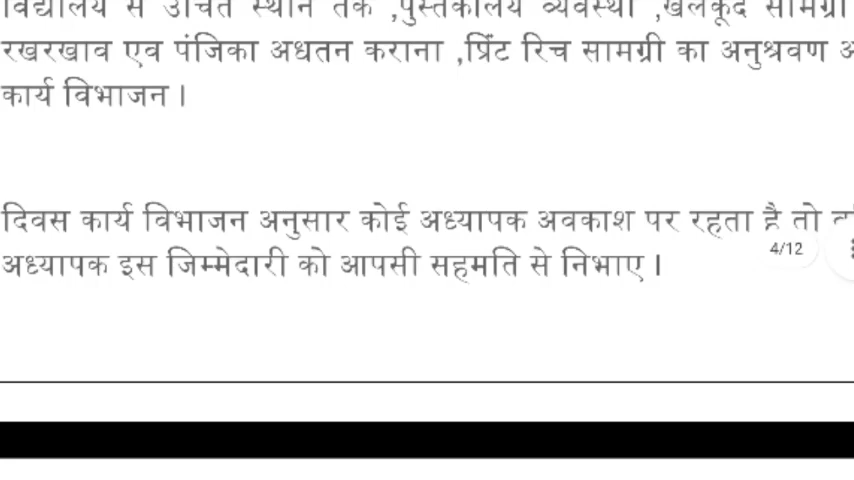 विद्यालय से उचित स्थान तक ,पुस्तकालय व्यवस्था ,खेलकूद सामग्री
रखरखाव एव पंजिका अधतन कराना ,प्रिंट रिच सामग्री का अनुश्रवण
कार्य विभाजन ।
दिवस कार्य विभाजन अनुसार कोई अध्यापक अवकाश पर रहता है तो
4/12
अध्यापक इस जिम्मेदारी को आपसी सहमति से निभाए ।